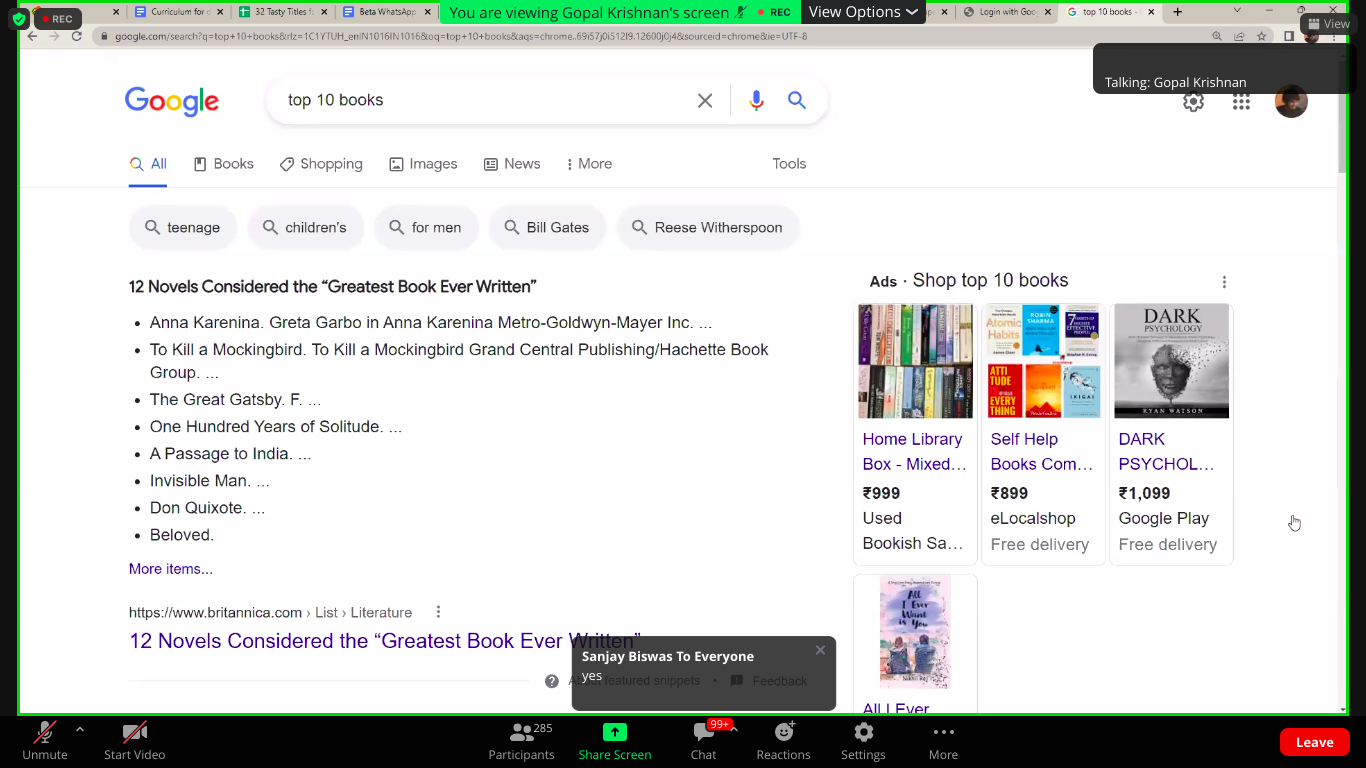 REC
Curriculum for
32 Tasty Titles f
Beta WhatsApp
You are viewing Gopal Krishnan's screen
REC
View Options
Login with Goo
top 10 books -
View
google.com/search?q=top+10+books&rlz=1C1YTUH_enIN1016IN1016&oq=top+10+books&aqs=chrome..69i57j0i512l9.12600j0j4&sourceid=chrome&ie=UTF-8
Talking: Gopal Krishnan
Google
top 10 books
All
Books
Shopping
Images
News
More
Tools
teenage
children's
for men
Bill Gates
Reese Witherspoon
12 Novels Considered the “Greatest Book Ever Written”
• Anna Karenina. Greta Garbo in Anna Karenina Metro-Goldwyn-Mayer Inc. ...
• To Kill a Mockingbird. To Kill a Mockingbird Grand Central Publishing/Hachette Book
Group. ...
• The Great Gatsby. F. ...
• One Hundred Years of Solitude. ...
• A Passage to India. ...
• Invisible Man. ...
• Don Quixote. ...
• Beloved.
More items...
https://www.britannica.com › List › Literature
12 Novels Considered the “Greatest Book Ever Written”
featured snippets
Feedback
Ads · Shop top 10 books
Atomic
Habits
ROBIN
SHARMA
7 HABITS OF
HIGHLY
EFFECTIVE
PEOPLE
ATTI
TUDE
EVERY
THING
IKIGAI
DARK
PSYCHOLOGY
RYAN WATSON
Home Library
Box - Mixed...
₹999
Used
Bookish Sa...
Self Help
Books Com...
₹899
eLocalshop
Free delivery
DARK
PSYCHOL...
₹1,099
Google Play
Free delivery
All
I Ever
Want
is You
All I Ever
Sanjay Biswas To Everyone
yes
Unmute
Start Video
Participants
285
Share Screen
Chat
99+
Reactions
Settings
More
Leave